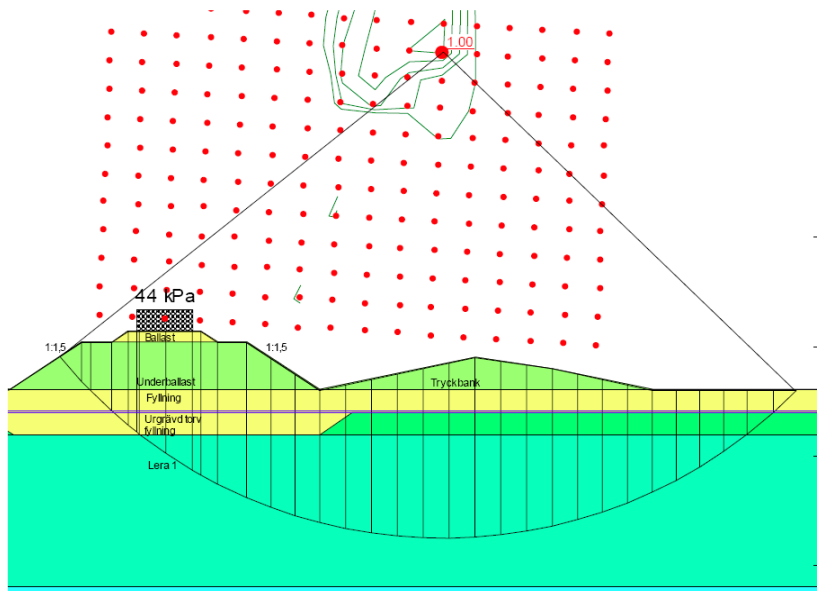 1.00
44 kPa
Ballast
1:1,5
1:1,5
Underballast
Tryckbank
Fyllning
Urgrävd torv
fyllning
Lera 1